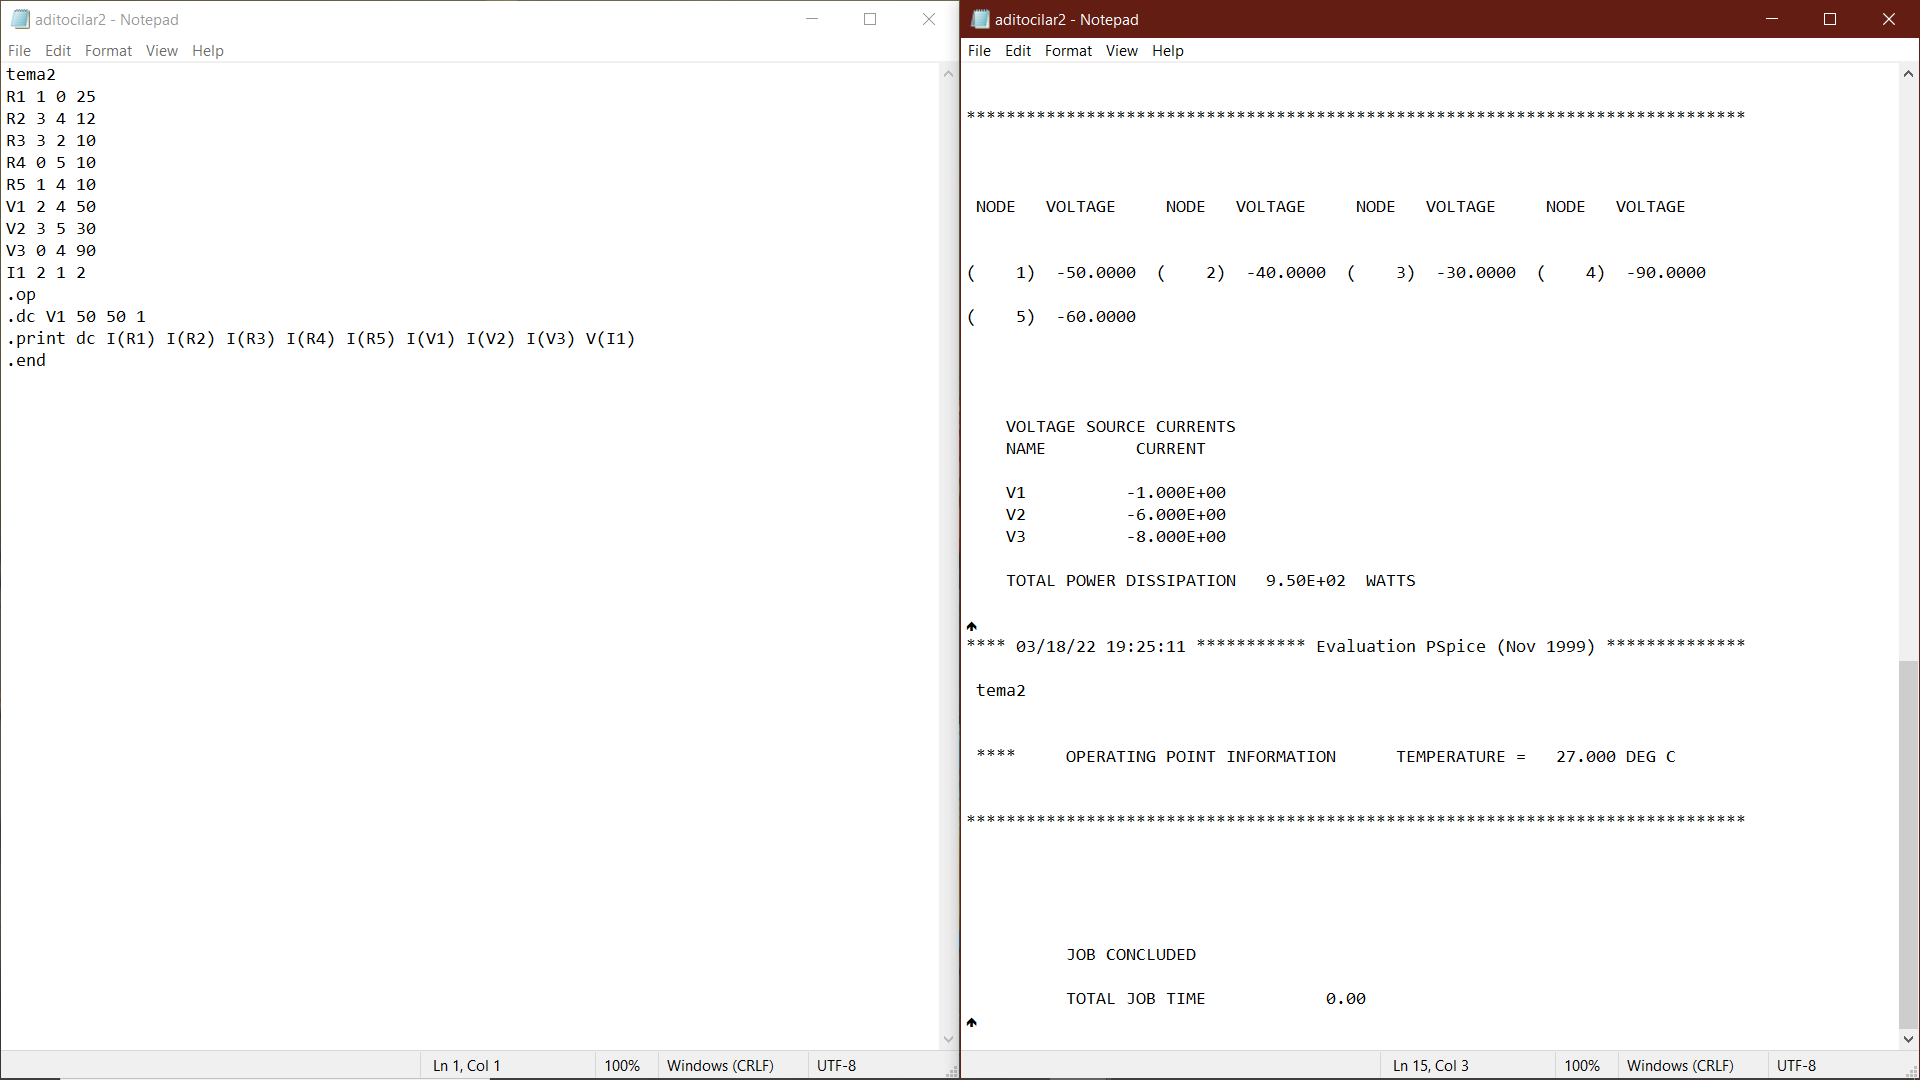 aditocilar2 - Notepad
File Edit Format View Help
tema2
R1 1 0 25
R2 3 4 12
R3 3 2 10
R4 0 5 10
R5 1 4 10
V1 2 4 50
V2 3 5 30
V3 0 4 90
I1 2 1 2
.op
.dc V1 50 50 1
.print dc I(R1) I(R2) I(R3) I(R4) I(R5) I(V1) I(V2) I(V3) V(I1)
.end
Ln 1, Col 1 100% Windows (CRLF) UTF-8
aditocilar2 - Notepad
File Edit Format View Help
******************************************************************************
NODE VOLTAGE NODE VOLTAGE NODE VOLTAGE NODE VOLTAGE
( 1) -50.0000 ( 2) -40.0000 ( 3) -30.0000 ( 4) -90.0000
( 5) -60.0000
VOLTAGE SOURCE CURRENTS
NAME CURRENT
V1 -1.000E+00
V2 -6.000E+00
V3 -8.000E+00
TOTAL POWER DISSIPATION 9.50E+02 WATTS
**** 03/18/22 19:25:11 *********** Evaluation PSpice (Nov 1999) **************
tema2
**** OPERATING POINT INFORMATION TEMPERATURE = 27.000 DEG C
******************************************************************************
JOB CONCLUDED
TOTAL JOB TIME 0.00
Ln 15, Col 3 100% Windows (CRLF) UTF-8